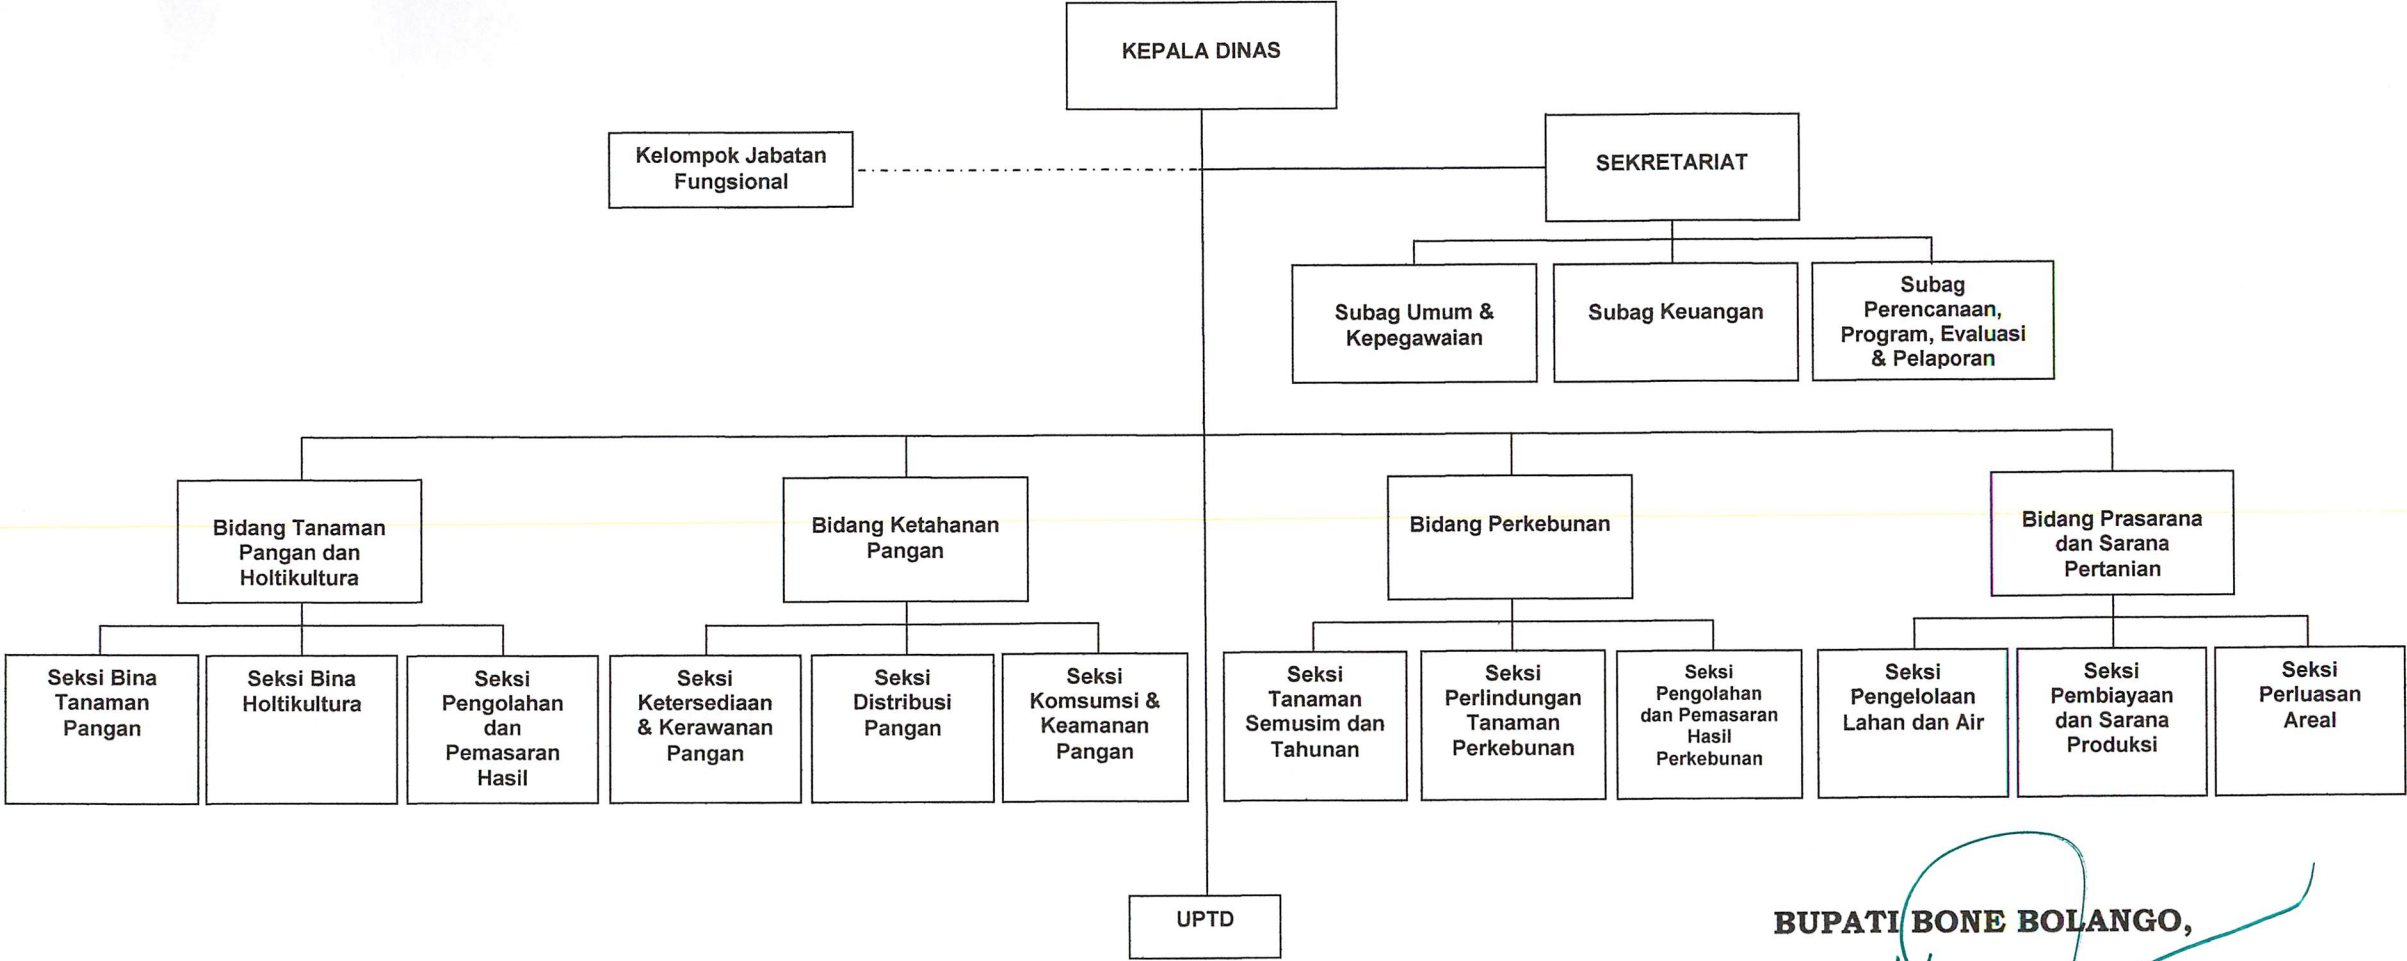 KEPALA DINAS
Kelompok Jabatan
Fungsional
SEKRETARIAT
Subag Umum &
Kepegawaian
Subag Keuangan
Subag
Perencanaan,
Program, Evaluasi
& Pelaporan
Bidang Tanaman
Pangan dan
Holtikultura
Bidang Ketahanan
Pangan
Bidang Perkebunan
Bidang Prasarana
dan Sarana
Pertanian
Seksi Bina
Tanaman
Pangan
Seksi Bina
Holtikultura
Seksi
Pengolahan
dan
Pemasaran
Hasil
Seksi
Ketersediaan
& Kerawanan
Pangan
Seksi
Distribusi
Pangan
Seksi
Komsumsi &
Keamanan
Pangan
Seksi
Tanaman
Semusim dan
Tahunan
Seksi
Perlindungan
Tanaman
Perkebunan
Seksi
Pengolahan
dan Pemasaran
Hasil
Perkebunan
Seksi
Pengelolaan
Lahan dan Air
Seksi
Pembiayaan
dan Sarana
Produksi
Seksi
Perluasan
Areal
UPTD
BUPATI BONE BOLANGO,